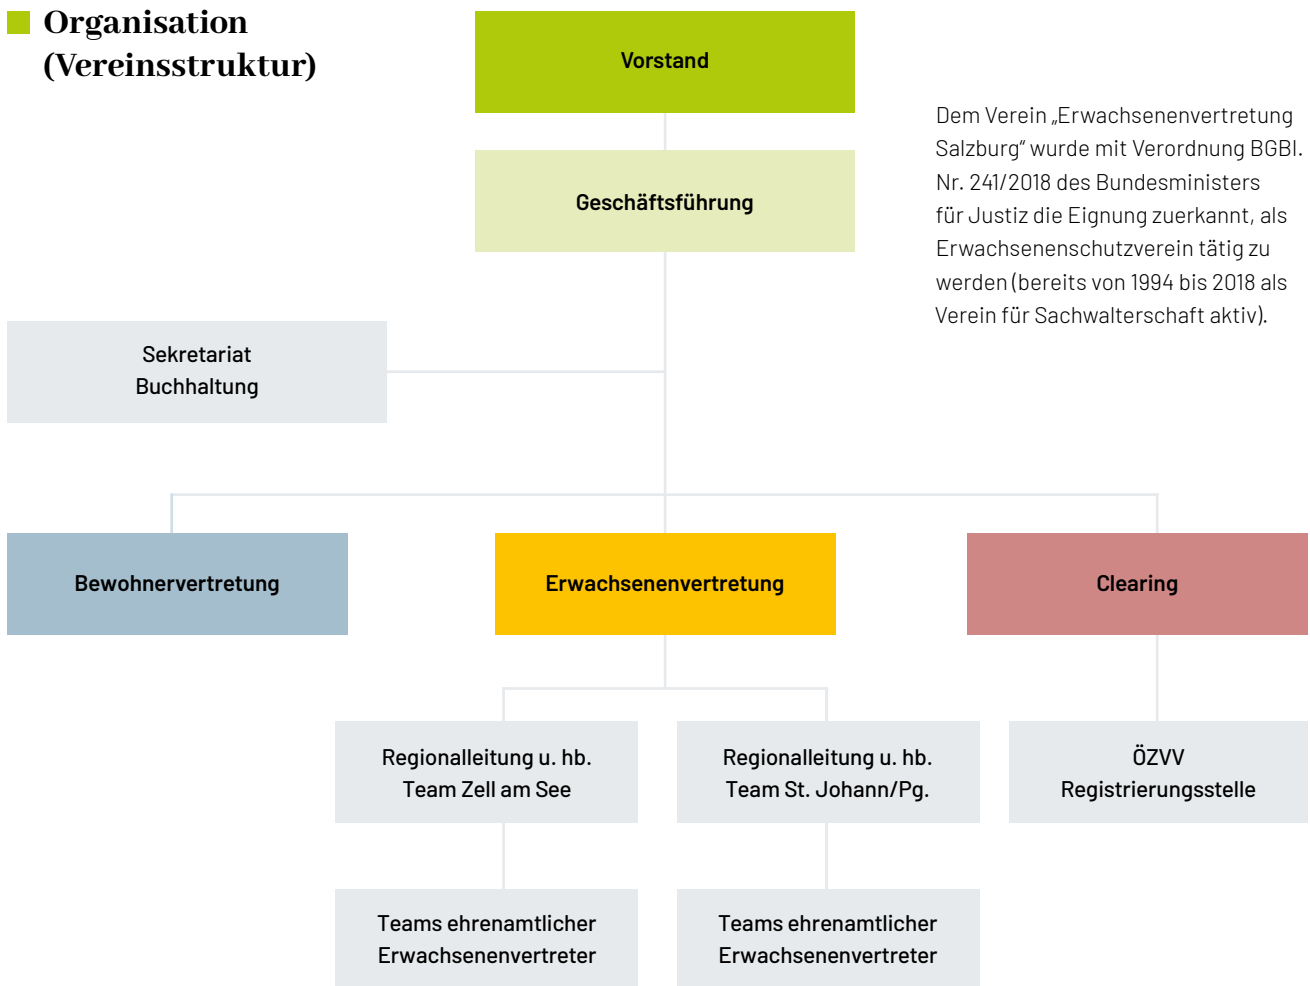 Organisation
(Vereinsstruktur)
Vorstand
Dem Verein „Erwachsenenvertretung
Salzburg“ wurde mit Verordnung BGBl.
Nr. 241/2018 des Bundesministers
für Justiz die Eignung zuerkannt, als
Erwachsenenschutzverein tätig zu
werden (bereits von 1994 bis 2018 als
Verein für Sachwalterschaft aktiv).
Geschäftsführung
Sekretariat
Buchhaltung
Bewohnervertretung
Erwachsenenvertretung
Clearing
Regionalleitung u. hb.
Team Zell am See
Regionalleitung u. hb.
Team St. Johann/Pg.
ÖZVV
Registrierungsstelle
Teams ehrenamtlicher
Erwachsenenvertreter
Teams ehrenamtlicher
Erwachsenenvertreter